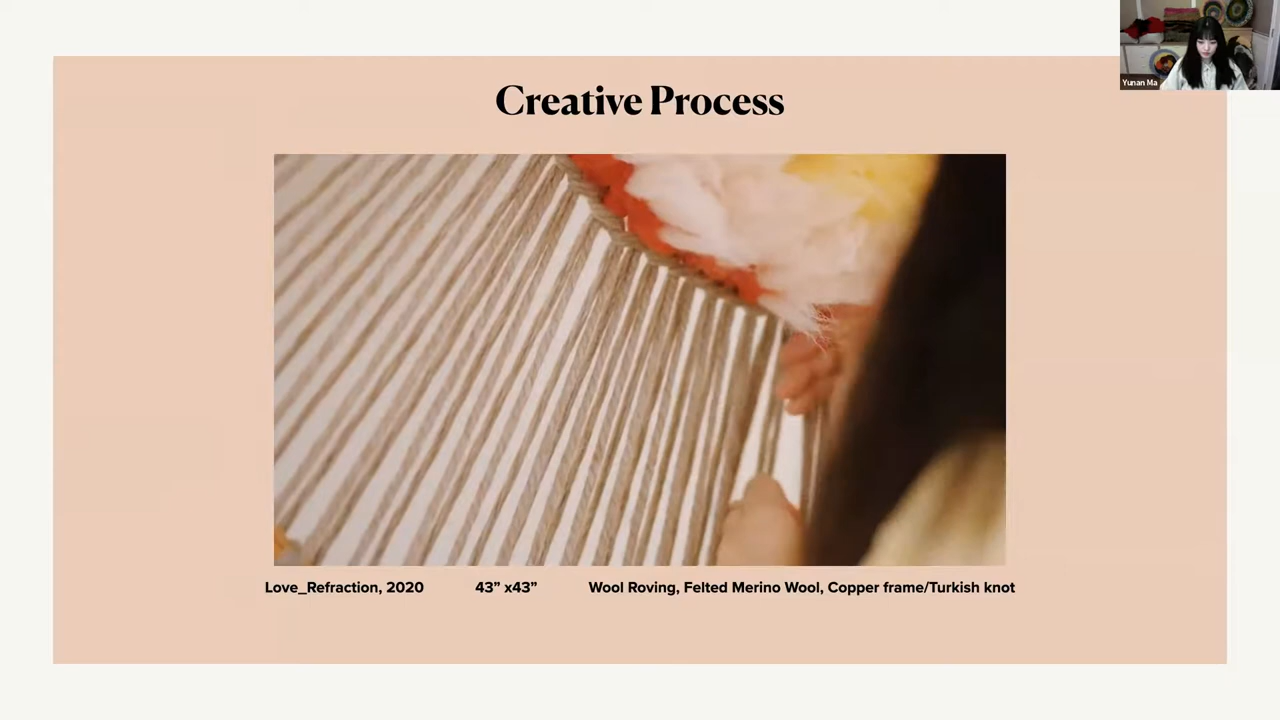 Yunan Ma
Creative Process
Love_Refraction, 2020 43” x43” Wool Roving, Felted Merino Wool, Copper frame/Turkish knot